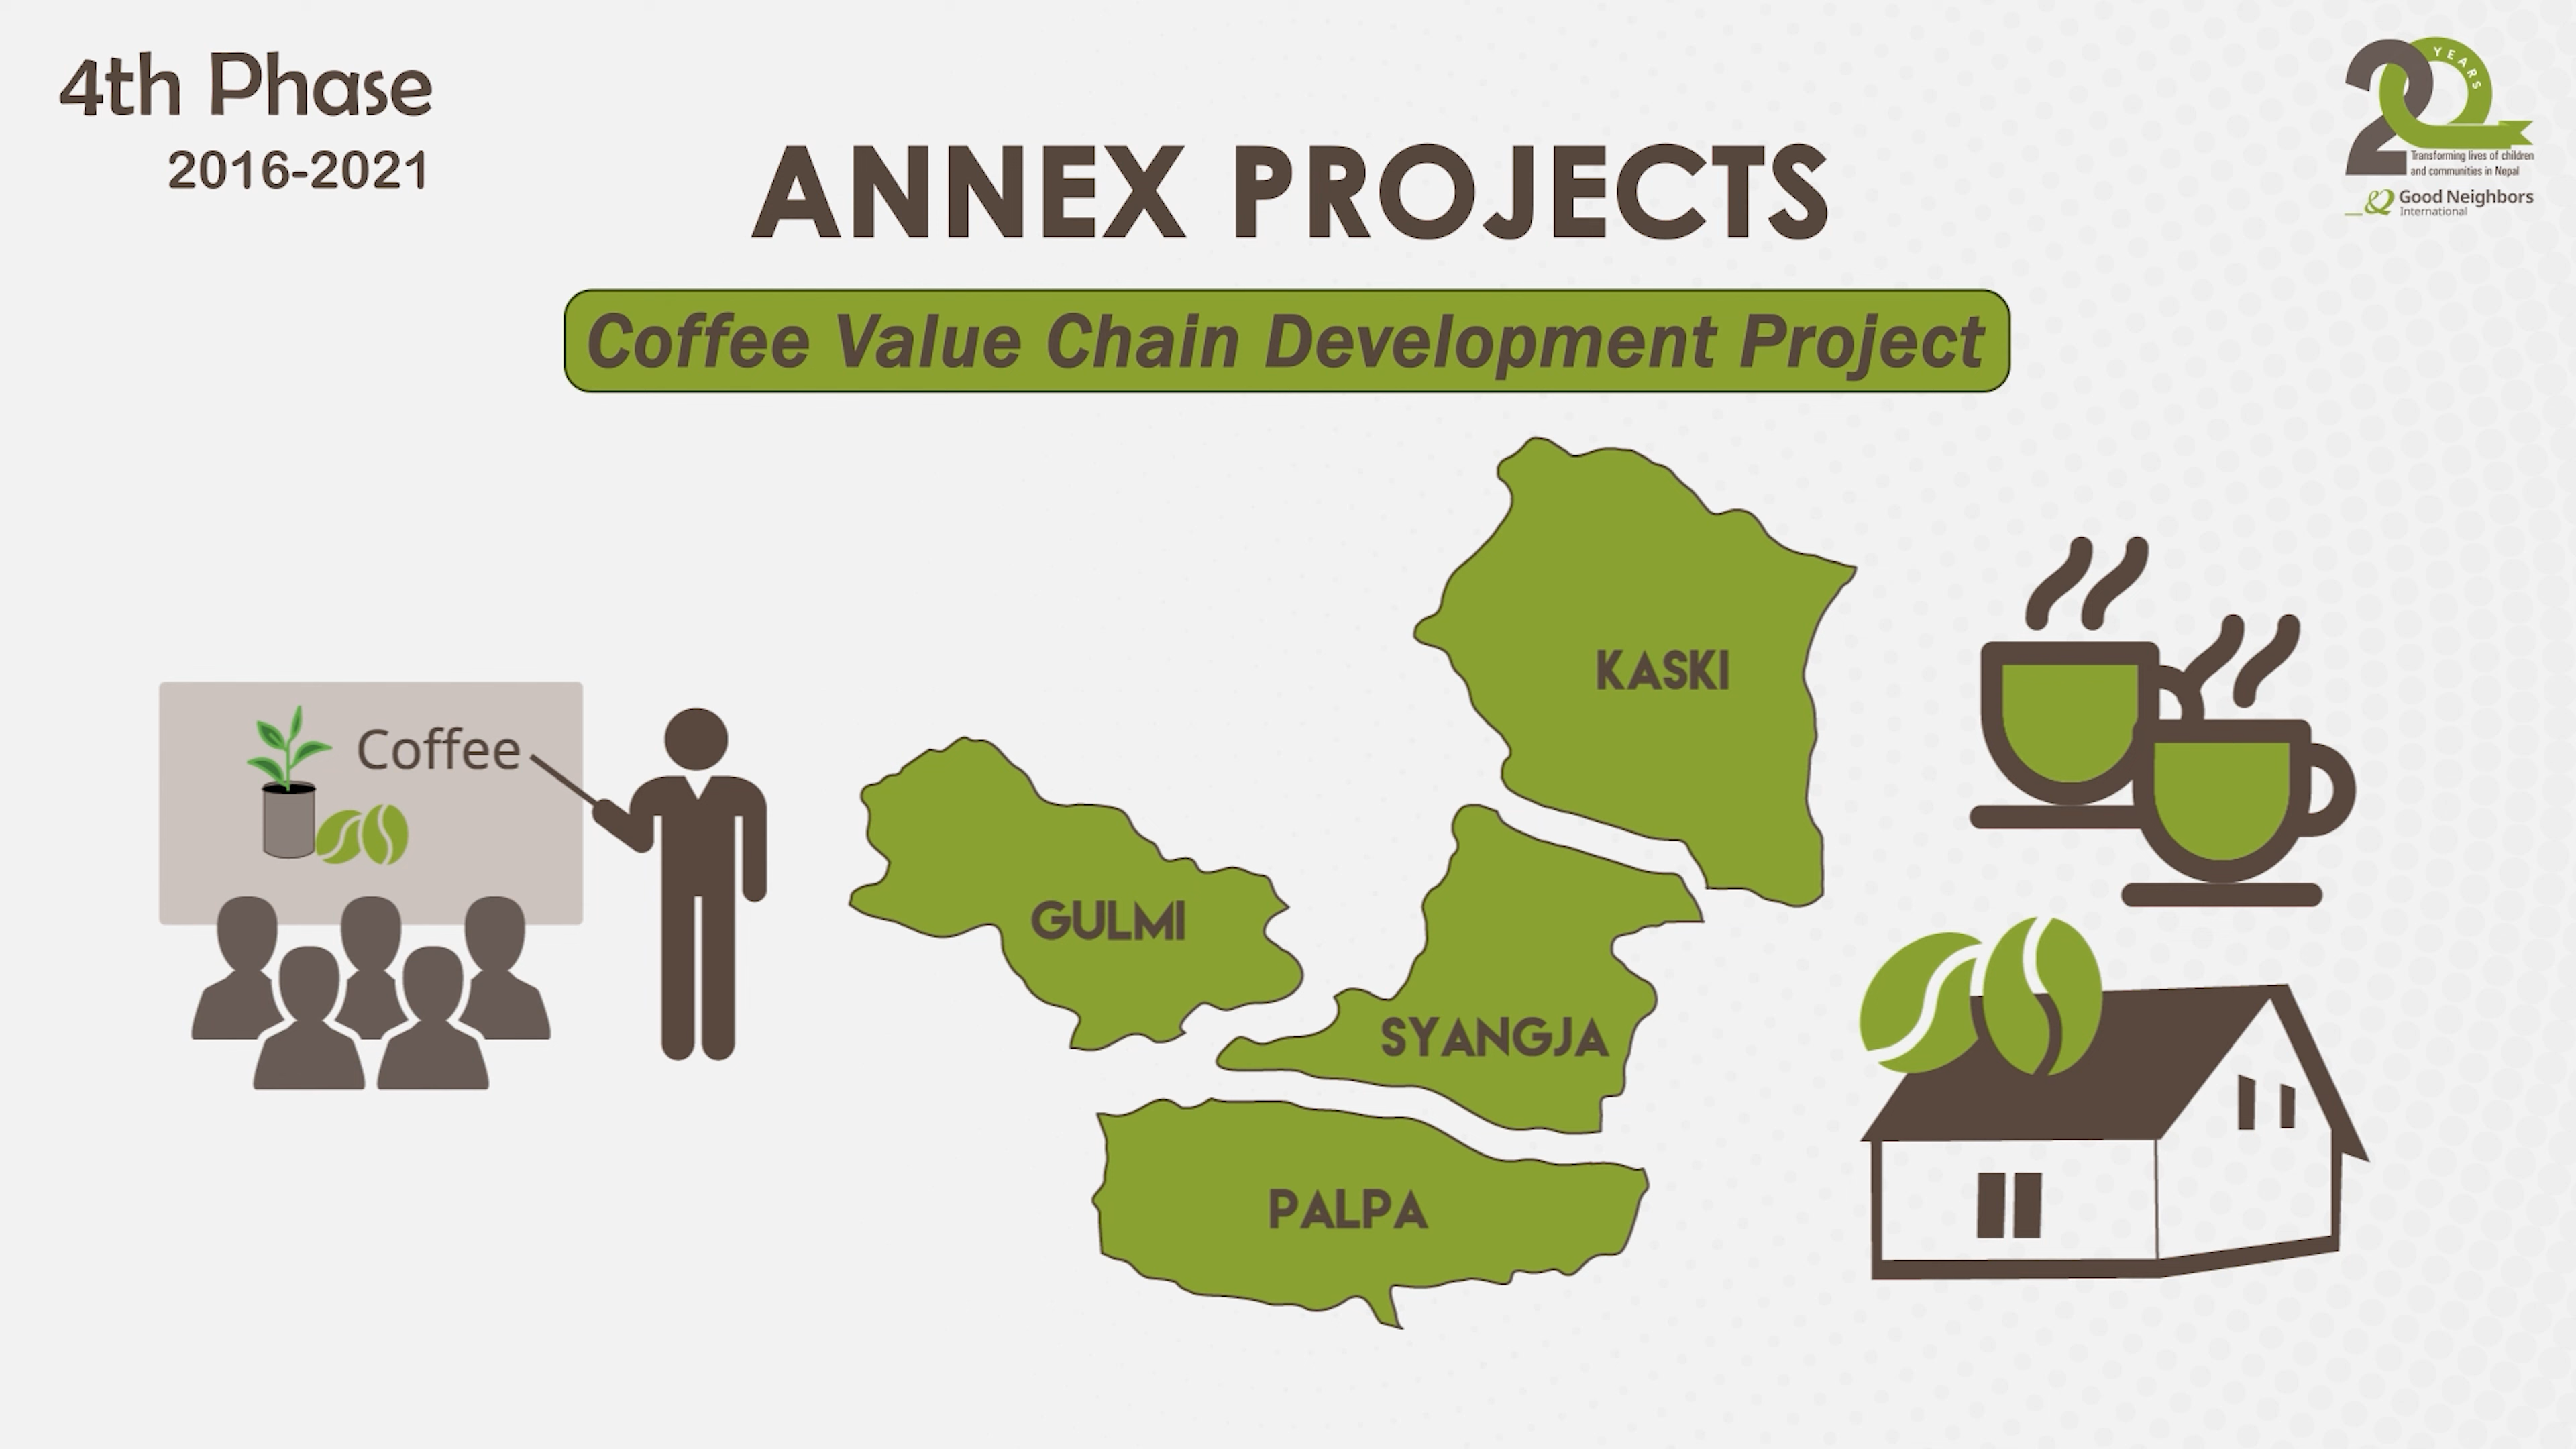 4th Phase
2016-2021
ANNEX PROJECTS
Coffee Value Chain Development Project
20 YEARS
Transforming lives of children
and communities in Nepal
Good Neighbors
International
Coffee
KASKI
GULMI
SYANGJA
PALPA